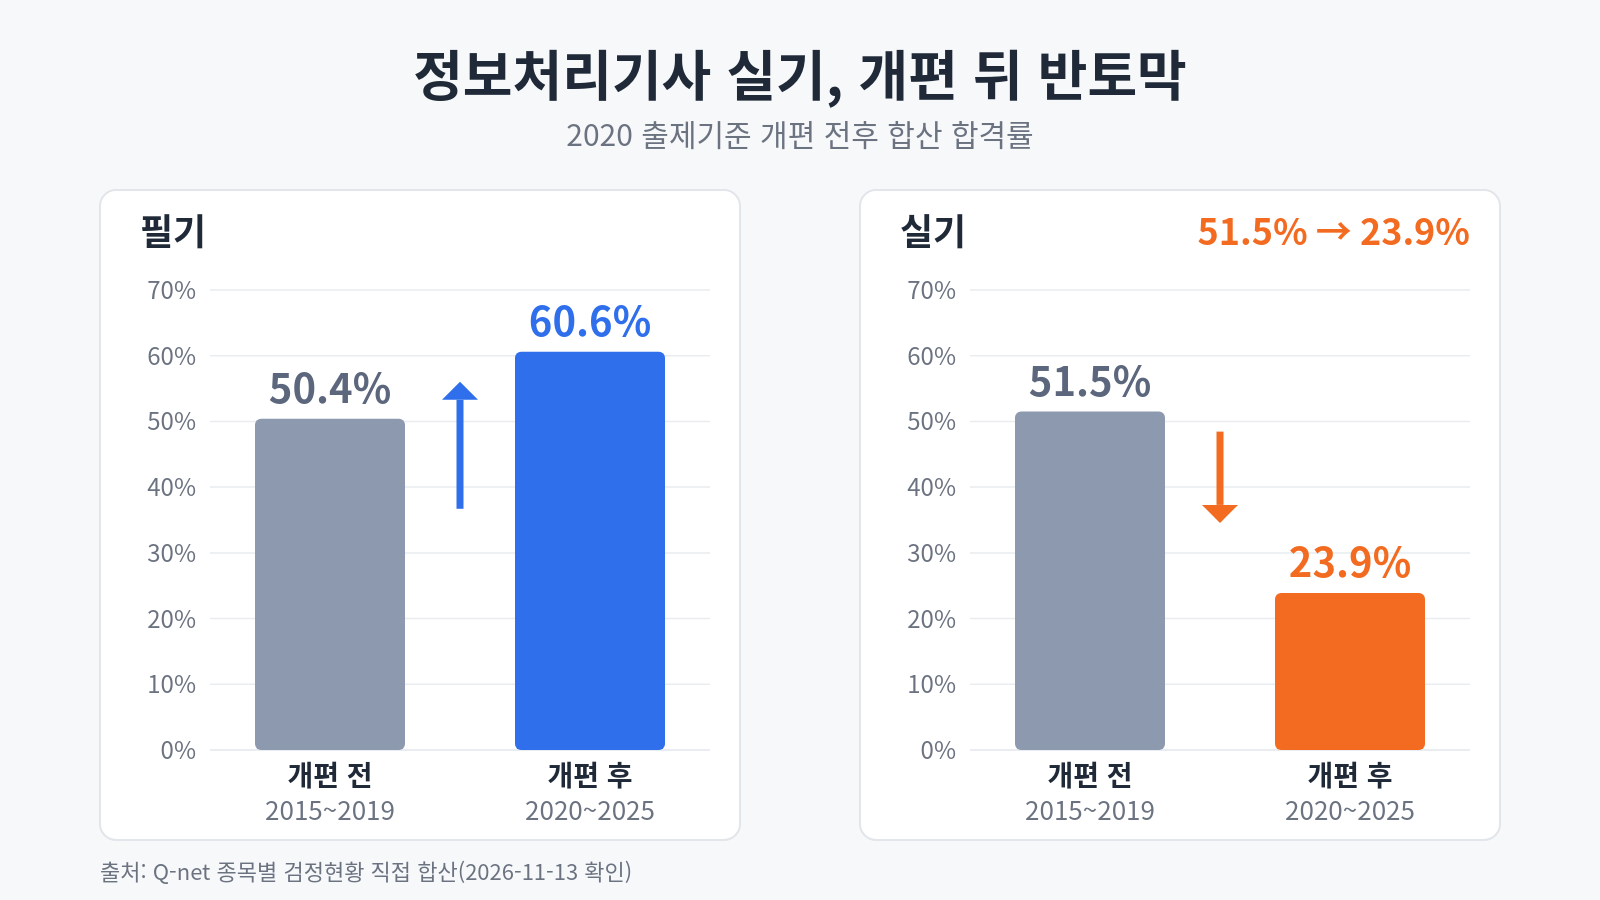 정보처리기사 실기, 개편 뒤 반토막
2020 출제기준 개편 전후 합산 합격률
필기
70%
60%
50%
40%
30%
20%
10%
0%
50.4%
60.6%
개편 전
2015~2019
개편 후
2020~2025
실기
51.5% → 23.9%
70%
60%
50%
40%
30%
20%
10%
0%
51.5%
23.9%
개편 전
2015~2019
개편 후
2020~2025
출처: Q-net 종목별 검정현황 직접 합산(2026-11-13 확인)